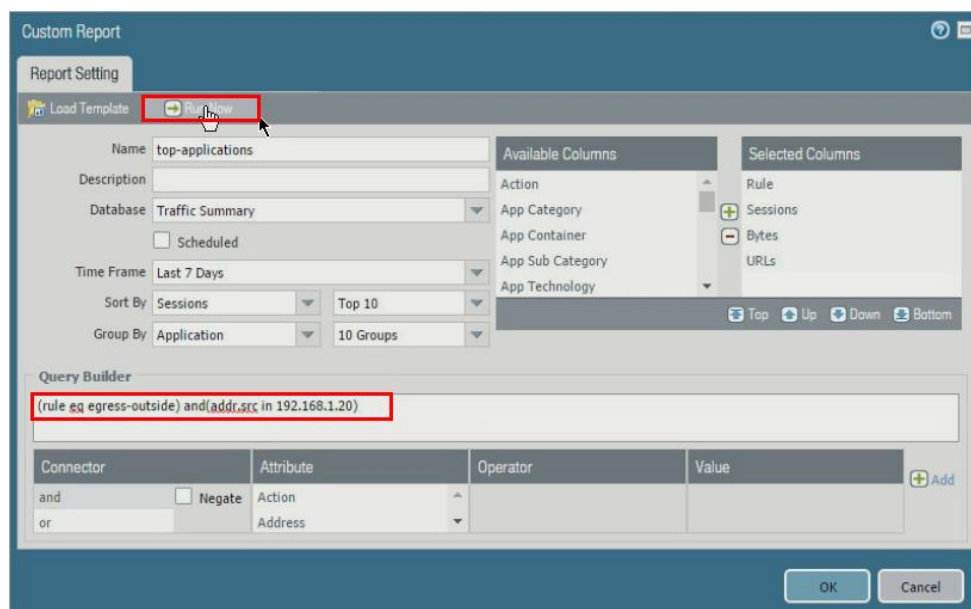 Custom Report
Report Setting
Load Template Run Now
Name top-applications
Description
Database Traffic Summary
Scheduled
Time Frame Last 7 Days
Sort By Sessions Top 10
Group By Application 10 Groups
Available Columns
Action
App Category
App Container
App Sub Category
App Technology
Selected Columns
Rule
Sessions
Bytes
URLs
Top Up Down Bottom
Query Builder
(rule eq egress-outside) and(addr.src in 192.168.1.20)
Connector Attribute Operator Value
and Negate Action
or Address
Add
OK Cancel